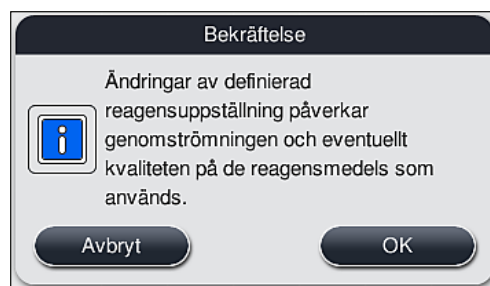 Bekräftelse
Ändringar av definierad
reagensuppställning påverkar
genomströmningen och eventuellt
kvaliteten på de reagensmedels som
används.
Avbryt
OK